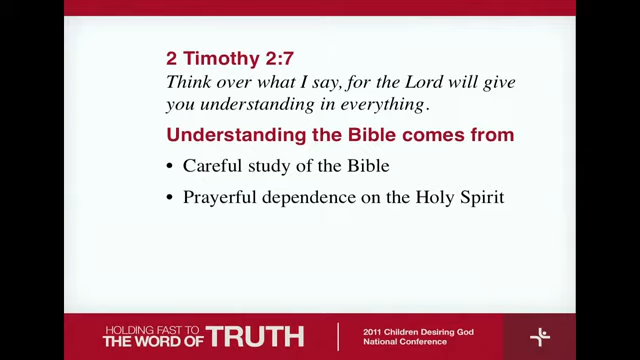 2 Timothy 2:7
Think over what I say, for the Lord will give
you understanding in everything.
Understanding the Bible comes from
• Careful study of the Bible
• Prayerful dependence on the Holy Spirit
HOLDING FAST TO
THE WORD OF TRUTH
2011 Children Desiring God
National Conference